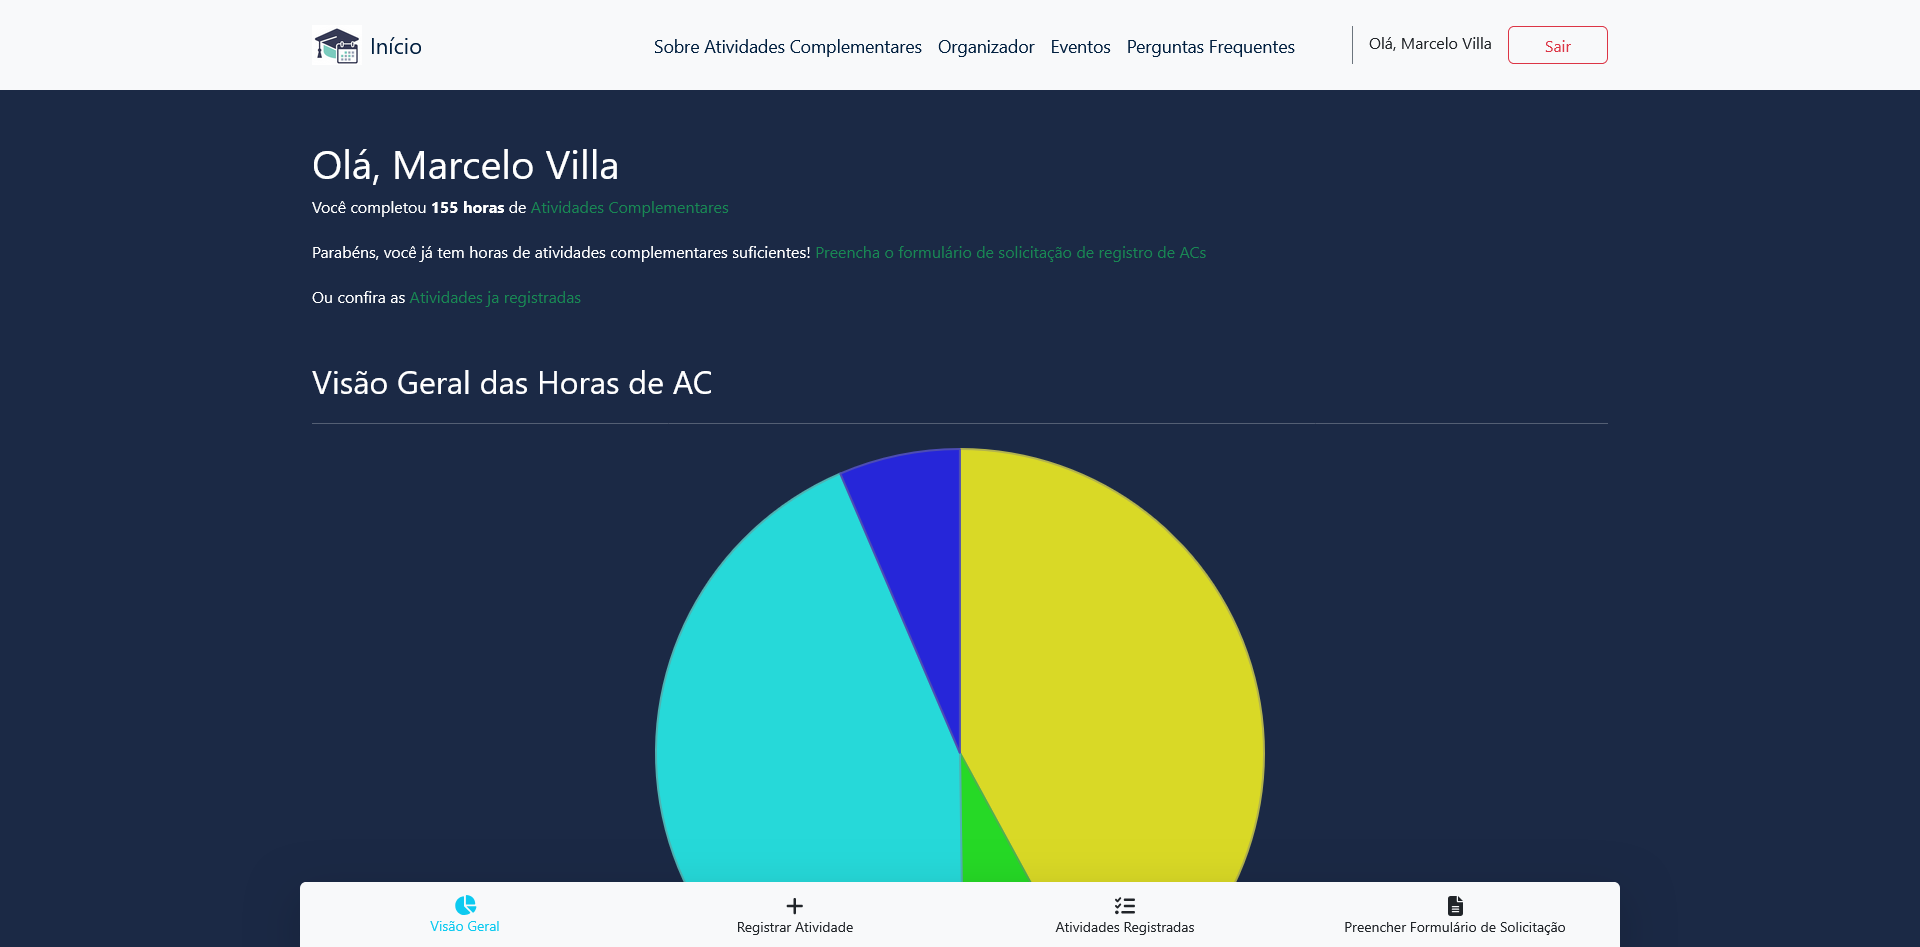 Início
Sobre Atividades Complementares
Organizador
Eventos
Perguntas Frequentes
Olá, Marcelo Villa
Sair
Olá, Marcelo Villa
Você completou 155 horas de Atividades Complementares
Parabéns, você já tem horas de atividades complementares suficientes! Preencha o formulário de solicitação de registro de ACs
Ou confira as Atividades ja registradas
Visão Geral das Horas de AC
Visão Geral
Registrar Atividade
Atividades Registradas
Preencher Formulário de Solicitação